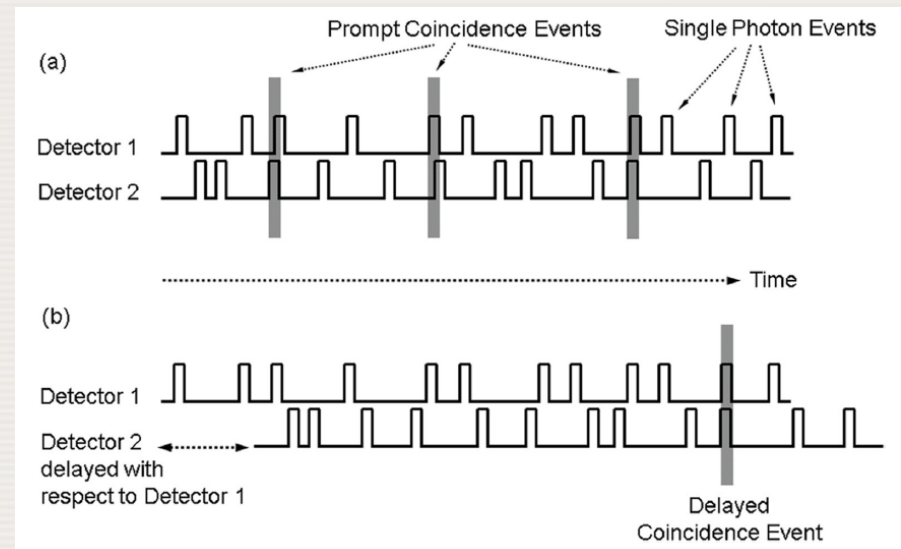 Prompt Coincidence Events
Single Photon Events
(a)
Detector 1
Detector 2
Time
(b)
Detector 1
Detector 2
delayed with
respect to Detector 1
Delayed
Coincidence Event